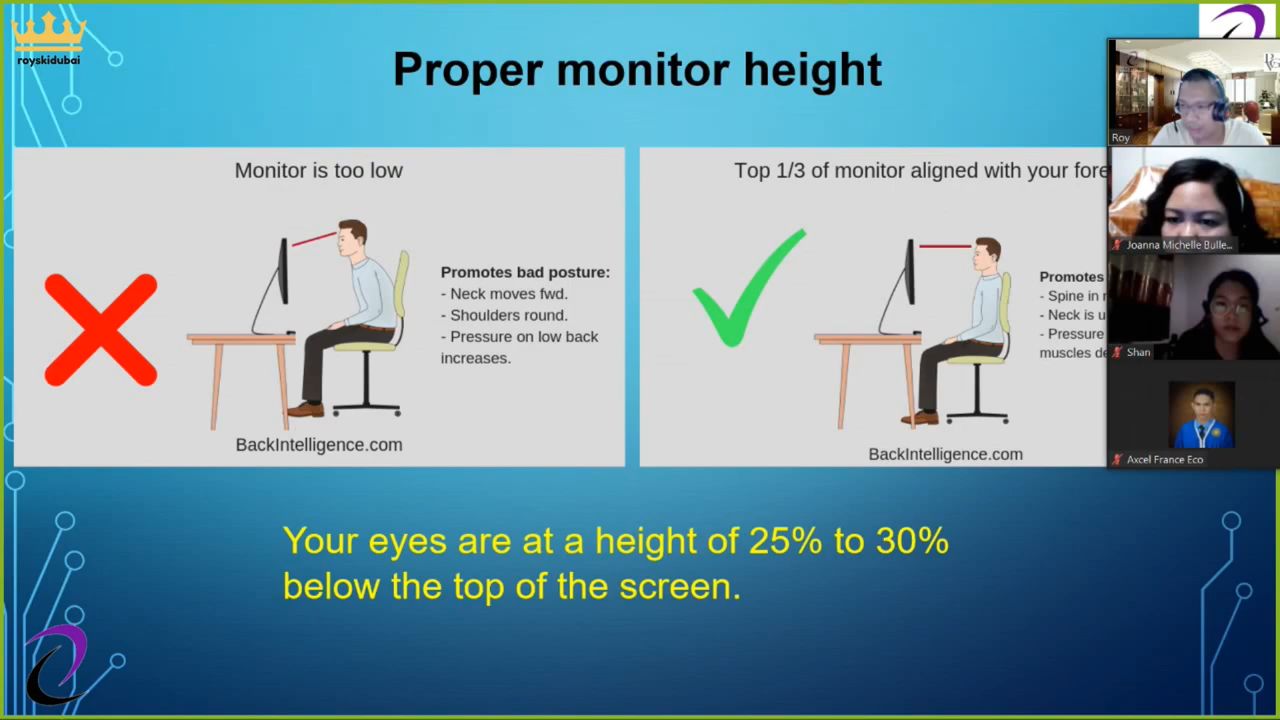 royskidubai
Proper monitor height
Monitor is too low
Promotes bad posture:
- Neck moves fwd.
- Shoulders round.
- Pressure on low back
increases.
BackIntelligence.com
Top 1/3 of monitor aligned with your fore
Promotes
- Spine in
- Neck is
- Pressure
muscles
BackIntelligence.com
Your eyes are at a height of 25% to 30%
below the top of the screen.
Roy
Joanna Michelle Bulle...
Shan
Axcel France Eco